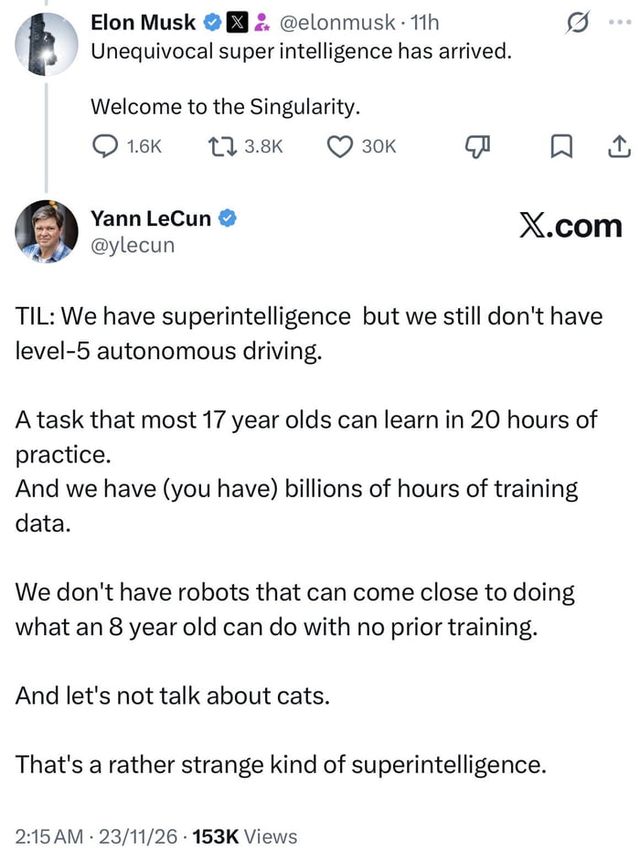 Elon Musk @elonmusk · 11h
Unequivocal super intelligence has arrived.
Welcome to the Singularity.
1.6K 3.8K 30K
Yann LeCun
@ylecun
X.com
TIL: We have superintelligence but we still don't have
level-5 autonomous driving.
A task that most 17 year olds can learn in 20 hours of
practice.
And we have (you have) billions of hours of training
data.
We don't have robots that can come close to doing
what an 8 year old can do with no prior training.
And let's not talk about cats.
That's a rather strange kind of superintelligence.
2:15 AM · 23/11/26 · 153K Views